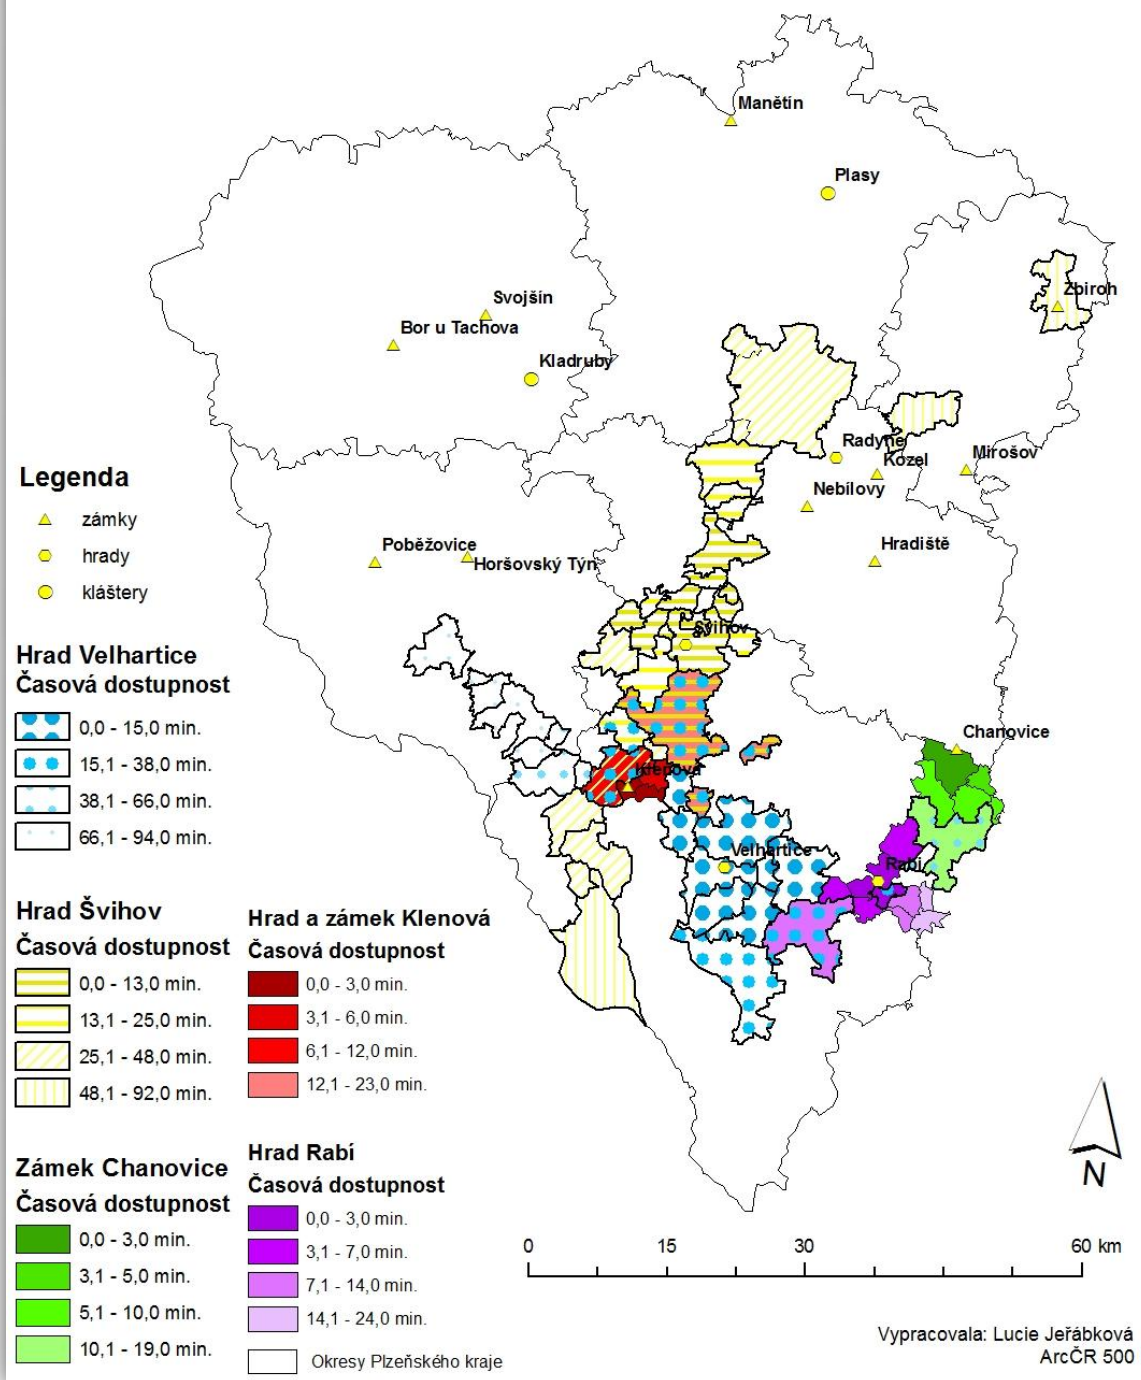 Manětín
Plasy
Zbiroh
Svojšín
Bor u Tachova
Kladruby
Radyně
Kozel
Mirošov
Nebílovy
Hradiště
Poběžovice
Horšovský Týn
Švihov
Chanovice
Klenová
Velhartice
Rabí
Legenda
zámky
hrady
kláštery
Hrad Velhartice
Časová dostupnost
0,0 - 15,0 min.
15,1 - 38,0 min.
38,1 - 66,0 min.
66,1 - 94,0 min.
Hrad Švihov
Časová dostupnost
0,0 - 13,0 min.
13,1 - 25,0 min.
25,1 - 48,0 min.
48,1 - 92,0 min.
Hrad a zámek Klenová
Časová dostupnost
0,0 - 3,0 min.
3,1 - 6,0 min.
6,1 - 12,0 min.
12,1 - 23,0 min.
Zámek Chanovice
Časová dostupnost
0,0 - 3,0 min.
3,1 - 5,0 min.
5,1 - 10,0 min.
10,1 - 19,0 min.
Hrad Rabí
Časová dostupnost
0,0 - 3,0 min.
3,1 - 7,0 min.
7,1 - 14,0 min.
14,1 - 24,0 min.
Okresy Plzeňského kraje
N
0 15 30 60 km
Vypracovala: Lucie Jeřábková
ArcČR 500